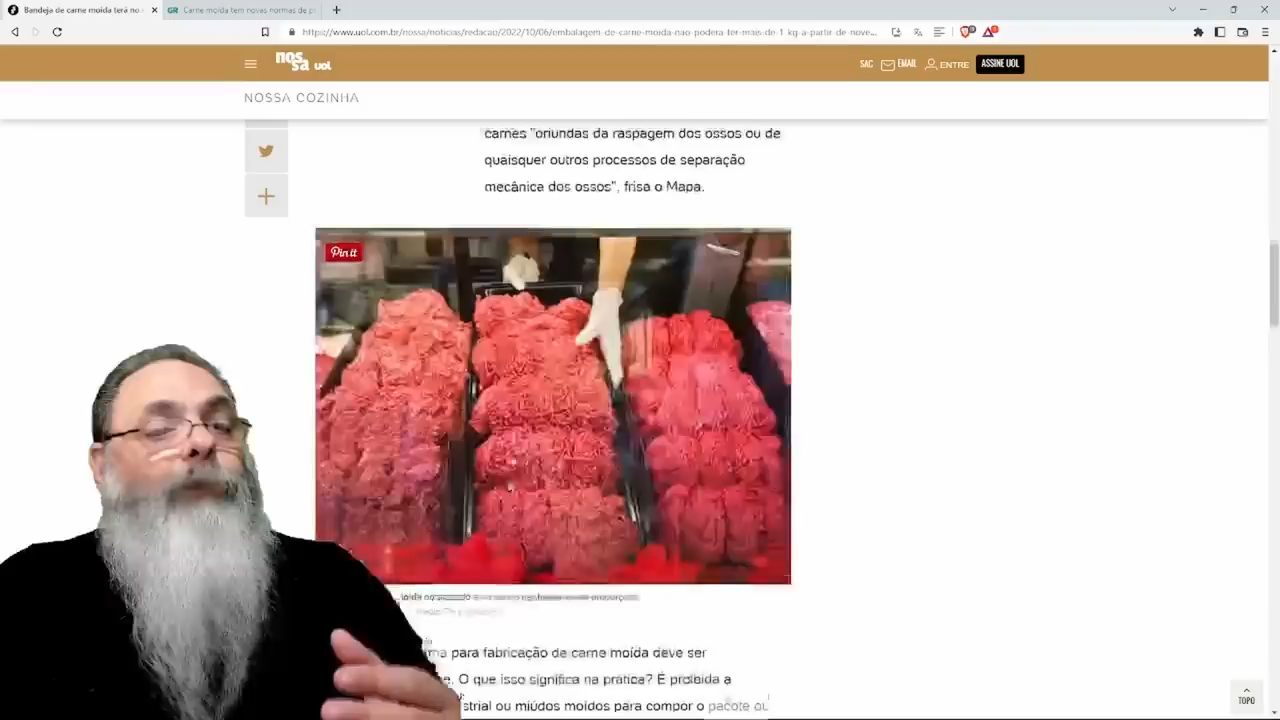 Bandeja de carne moída terá no
GR Carne moída tem novas normas de
https://www.uol.com.br/nossa/noticias/redacao/2022/10/06/embalagem-de-carne-moida-nao-podera-ter-mais-de-1-kg-a-partir-de-nove...
nossa uol
SAC EMAIL ENTRE ASSINE UOL
NOSSA COZINHA
carnes "oriundas da raspagem dos ossos ou de
quaisquer outros processos de separação
mecânica dos ossos", frisa o Mapa.
Pin it
para fabricação de carne moída deve ser
O que isso significa na prática? É proibida a
ou miúdos moídos para compor o pacote ou
TOPO